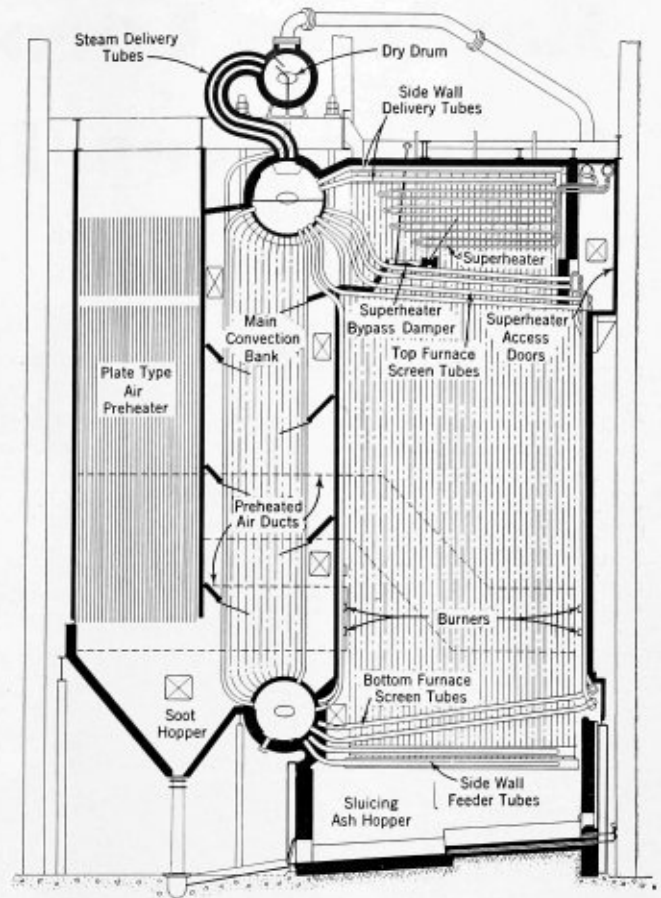 Steam Delivery
Tubes
Dry Drum
Side Wall
Delivery Tubes
Superheater
Superheater
Bypass Damper
Superheater
Access
Doors
Top Furnace
Screen Tubes
Main
Convection
Bank
Plate Type
Air
Preheater
Preheated
Air Ducts
Burners
Bottom Furnace
Screen Tubes
Soot
Hopper
Side Wall
Feeder Tubes
Sluicing
Ash Hopper